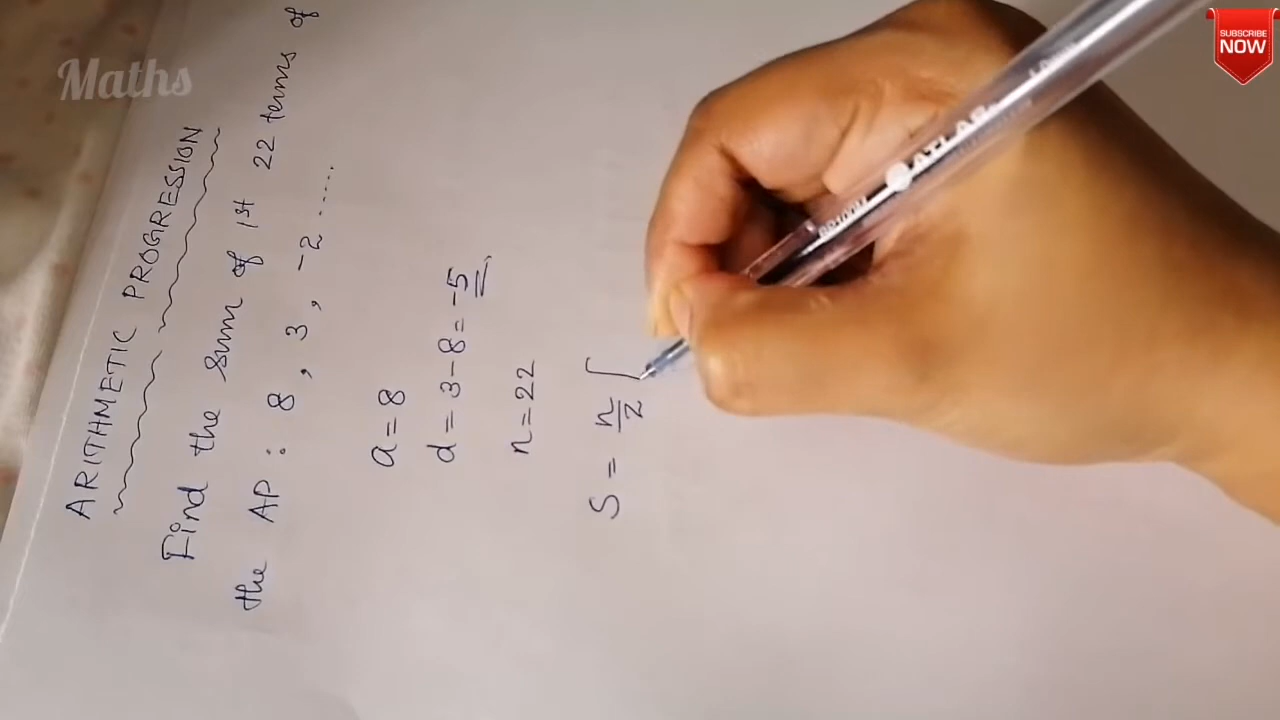 Maths
SUBSCRIBE
NOW
ARITHMETIC PROGRESSION
Find the sum of 1st 22 terms of
the AP : 8 , 3 , -2 ......
a = 8
d = 3 - 8 = -5
n = 22
S = n/2 [
ATLAS